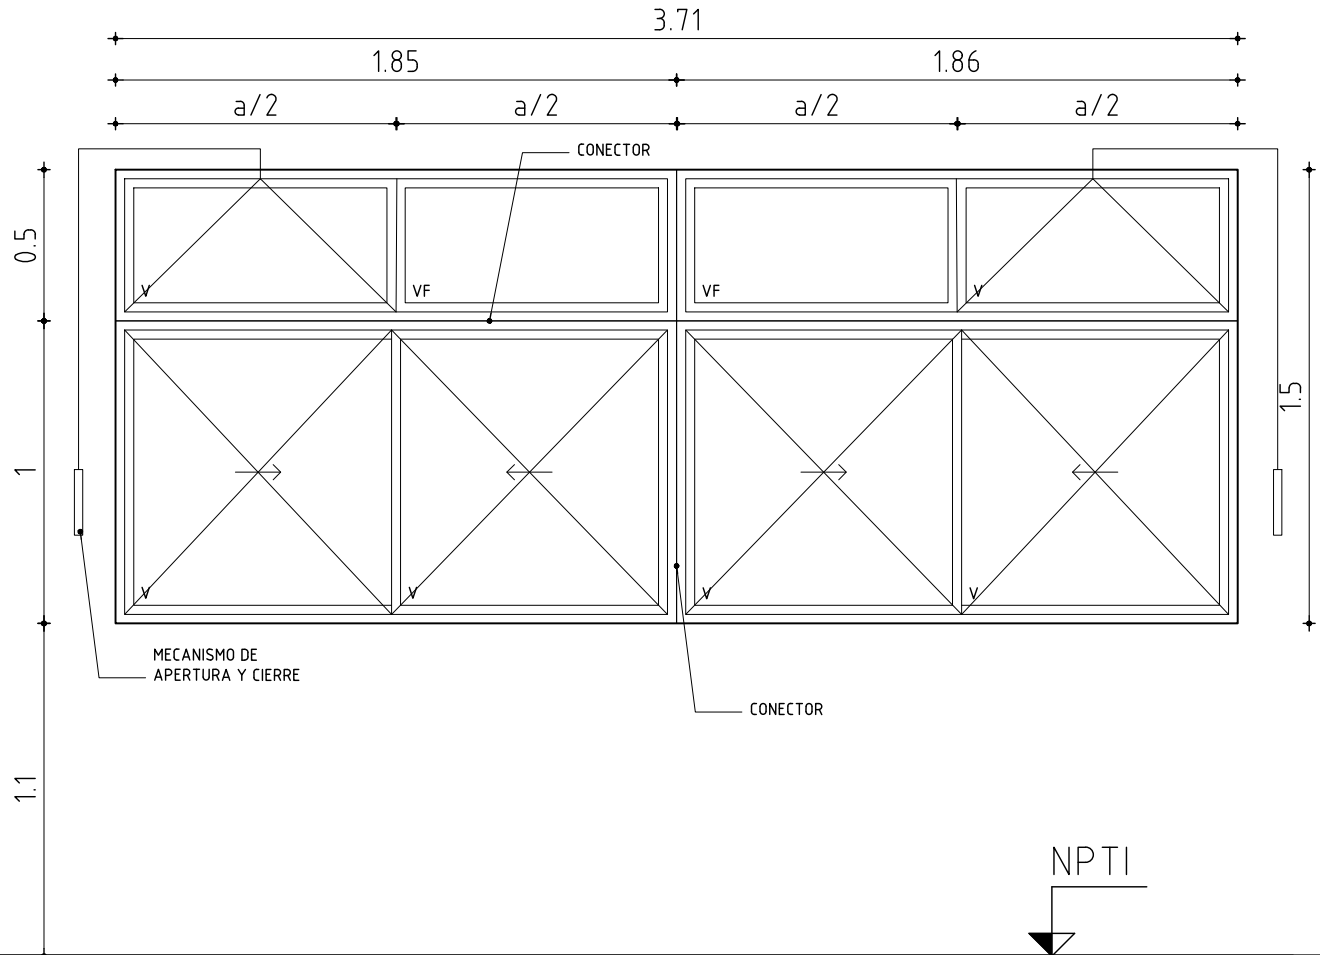 3.71
1.85
1.86
a/2
a/2
a/2
a/2
CONECTOR
0.5
V
VF
VF
V
1.5
1
V
V
V
V
MECANISMO DE
APERTURA Y CIERRE
CONECTOR
1.1
NPTI